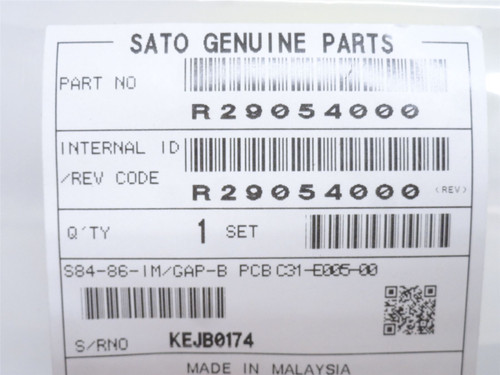 SATO GENUINE PARTS
PART NO
R29054000
INTERNAL ID
/REV CODE
R29054000 <REV>
Q'TY 1 SET
S84-86-IM/GAP-B PCB C31-E005-00
S/RNO KEJB0174
MADE IN MALAYSIA